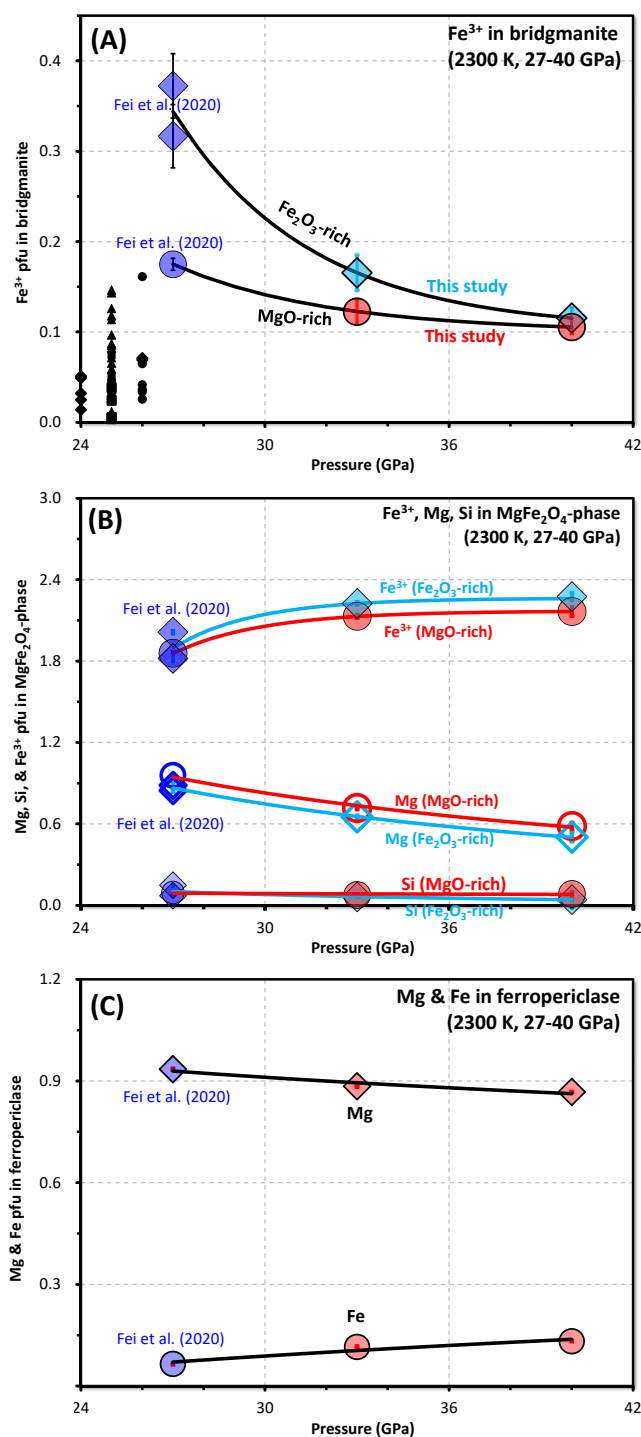 (A)
Fe³⁺ in bridgmanite
(2300 K, 27-40 GPa)
Fei et al. (2020)
Fe₂O₃-rich
Fei et al. (2020)
This study
MgO-rich
This study
Fe³⁺ pfu in bridgmanite
0.4
0.3
0.2
0.1
0.0
24
30
36
42
Pressure (GPa)
(B)
Fe³⁺, Mg, Si in MgFe₂O₄-phase
(2300 K, 27-40 GPa)
Fe³⁺ (Fe₂O₃-rich)
Fei et al. (2020)
Fe³⁺ (MgO-rich)
Mg (MgO-rich)
Fei et al. (2020)
Mg (Fe₂O₃-rich)
Si (MgO-rich)
Si (Fe₂O₃-rich)
Mg, Si, & Fe³⁺ pfu in MgFe₂O₄-phase
3.0
2.4
1.8
1.2
0.6
0.0
24
30
36
42
Pressure (GPa)
(C)
Mg & Fe in ferropericlase
(2300 K, 27-40 GPa)
Fei et al. (2020)
Mg
Fe
Fei et al. (2020)
Mg & Fe pfu in ferropericlase
1.2
0.9
0.6
0.3
24
30
36
42
Pressure (GPa)